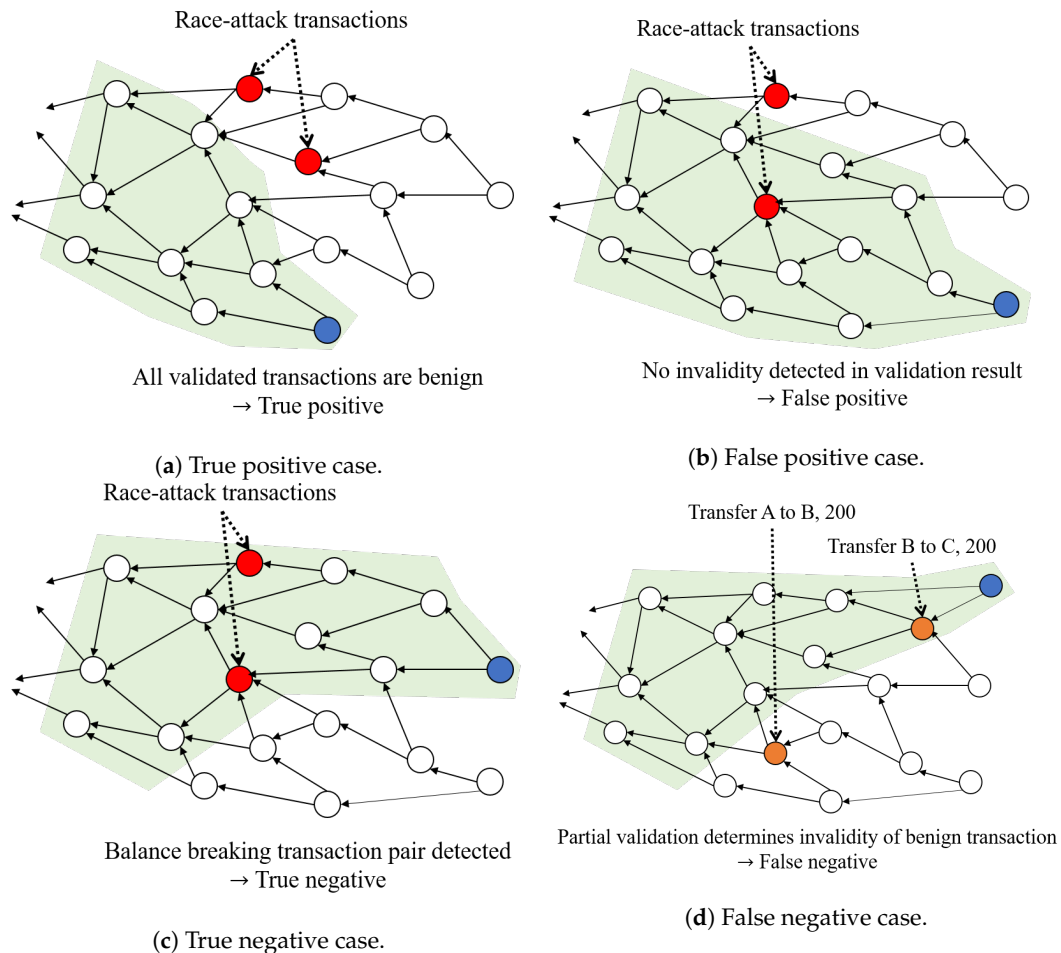 Race-attack transactions
All validated transactions are benign
→ True positive
(a) True positive case.
Race-attack transactions
No invalidity detected in validation result
→ False positive
(b) False positive case.
Race-attack transactions
Balance breaking transaction pair detected
→ True negative
(c) True negative case.
Transfer A to B, 200
Transfer B to C, 200
Partial validation determines invalidity of benign transaction
→ False negative
(d) False negative case.